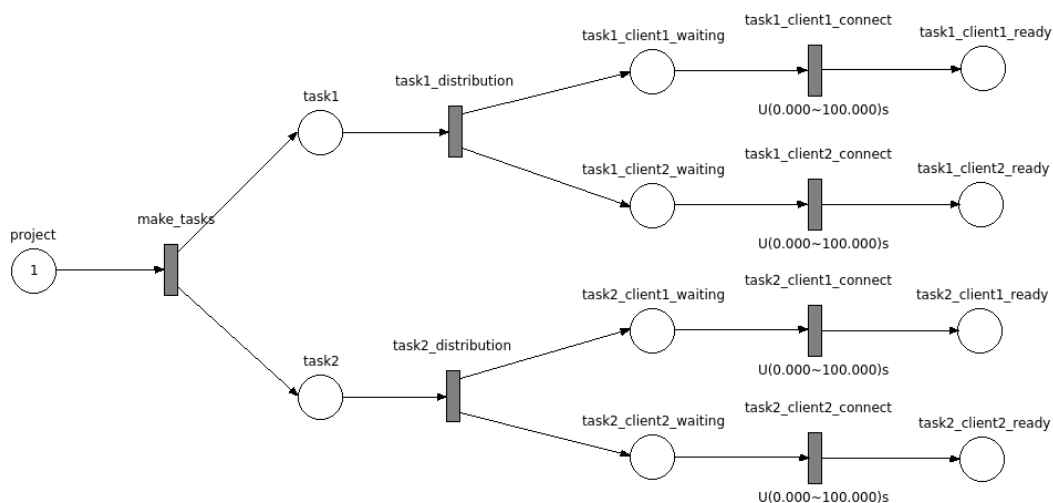 task1_client1_waiting
task1_client1_connect
task1_client1_ready
U(0.000~100.000)s
task1
task1_distribution
task1_client2_waiting
task1_client2_connect
task1_client2_ready
U(0.000~100.000)s
project
1
make_tasks
task2
task2_distribution
task2_client1_waiting
task2_client1_connect
task2_client1_ready
U(0.000~100.000)s
task2_client2_waiting
task2_client2_connect
task2_client2_ready
U(0.000~100.000)s